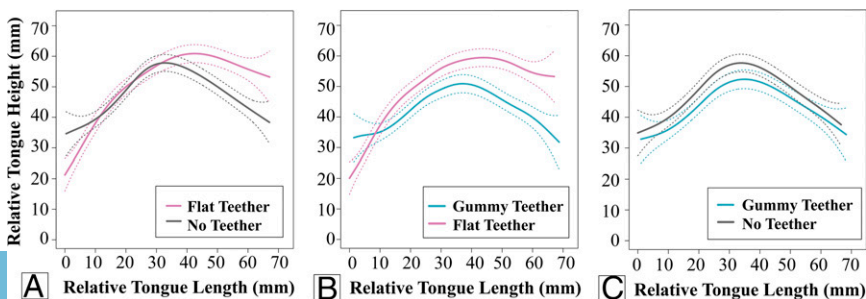 Relative Tongue Height (mm)
70
60
50
40
30
20
10
0
Flat Teether
No Teether
0 10 20 30 40 50 60 70
A
Relative Tongue Length (mm)
70
60
50
40
30
20
10
0
Gummy Teether
Flat Teether
0 10 20 30 40 50 60 70
B
Relative Tongue Length (mm)
70
60
50
40
30
20
10
0
Gummy Teether
No Teether
0 10 20 30 40 50 60 70
C
Relative Tongue Length (mm)